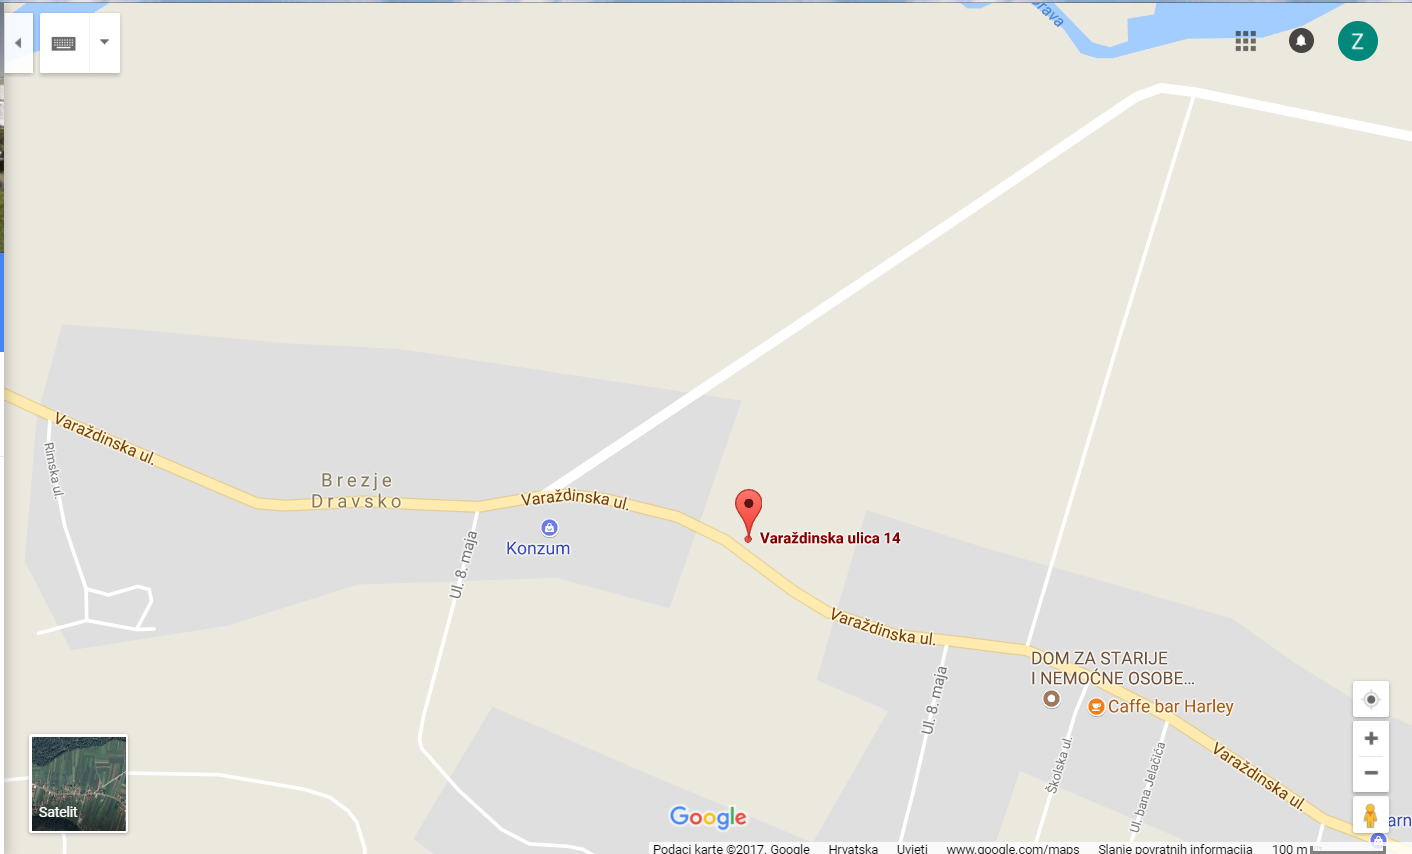 Drava
Z
Varaždinska ul.
Rimska ul.
Brezje
Dravsko
Varaždinska ul.
Konzum
Ul. 8. maja
Varaždinska ulica 14
Varaždinska ul.
DOM ZA STARIJE
I NEMOĆNE OSOBE...
Caffe bar Harley
Ul. 8. maja
Školska ul.
Ul. bana Jelačića
Varaždinska ul.
Satelit
Google
Podaci karte ©2017. Google Hrvatska Uvjeti www.google.com/maps Slanje povratnih informacija 100 m